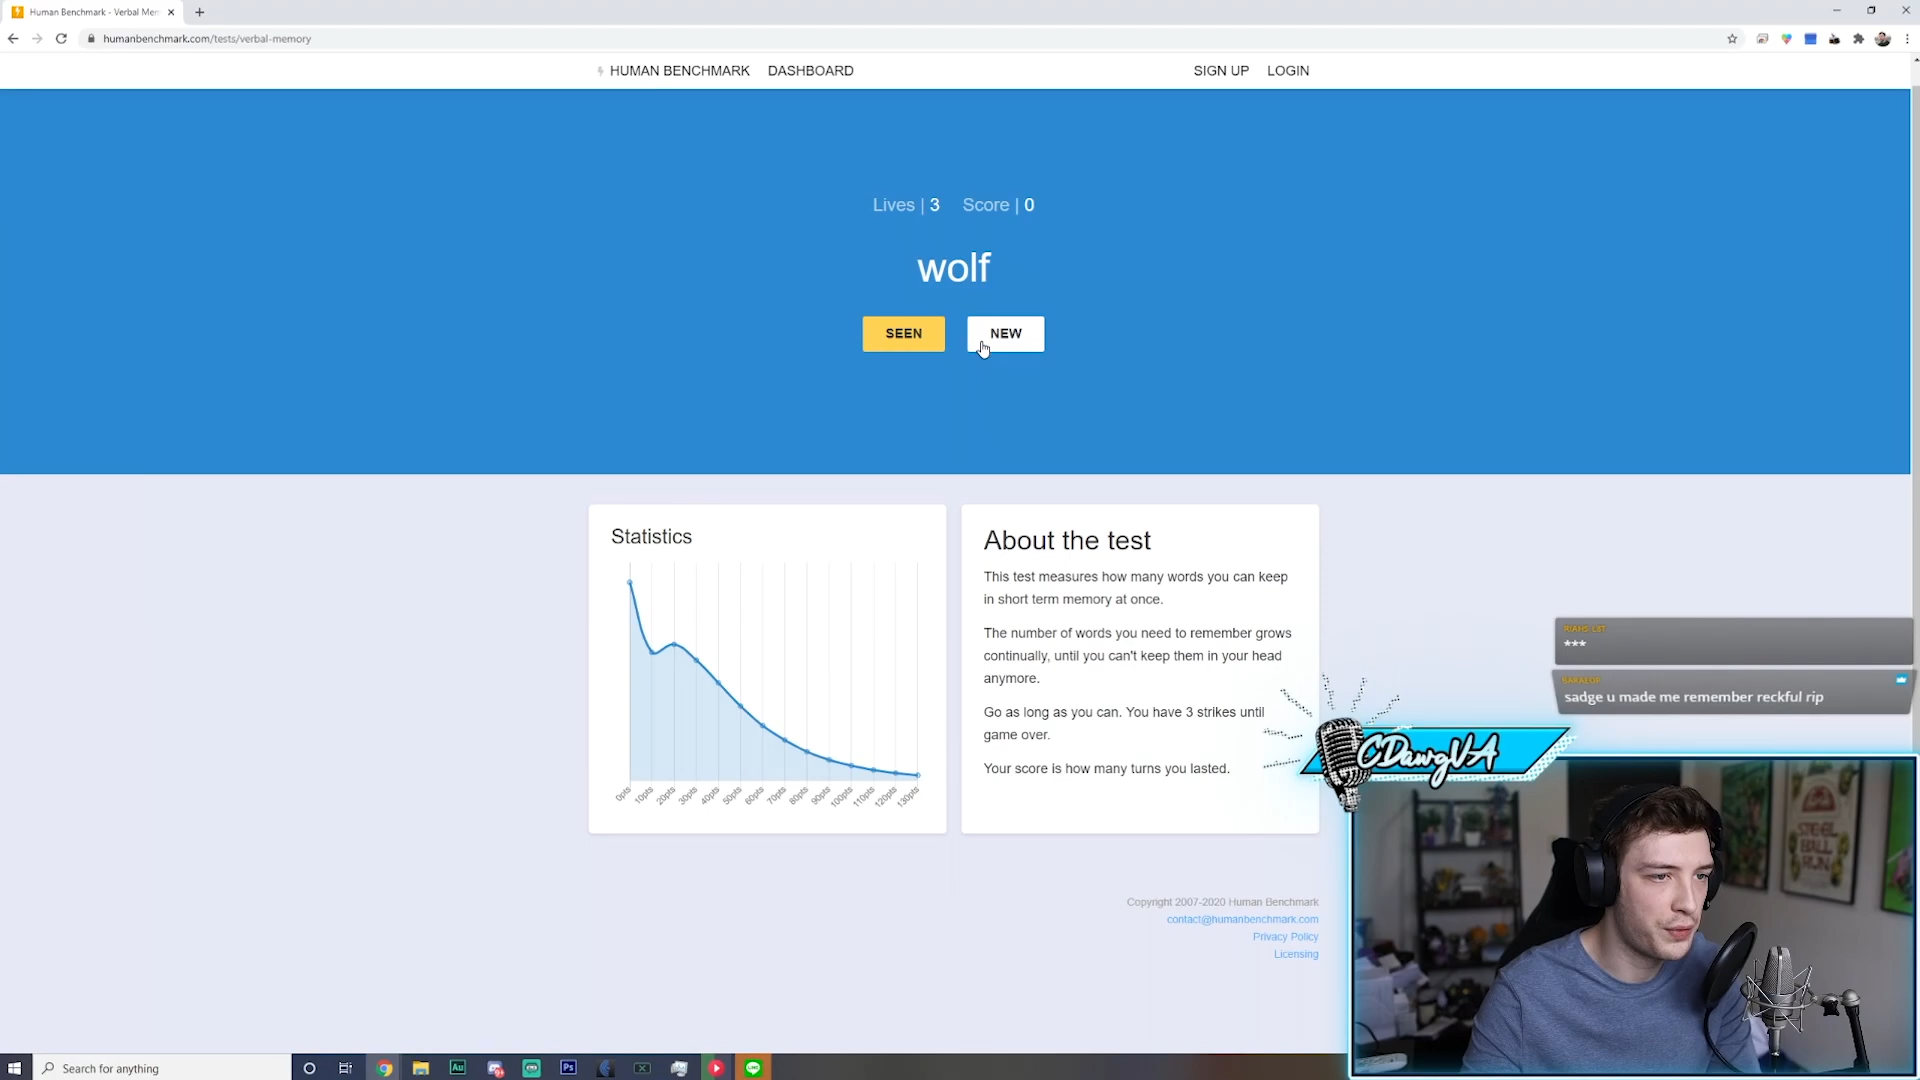 Human Benchmark - Verbal Mem
humanbenchmark.com/tests/verbal-memory
HUMAN BENCHMARK DASHBOARD SIGN UP LOGIN
Lives | 3 Score | 0
wolf
SEEN NEW
Statistics
0pts 10pts 20pts 30pts 40pts 50pts 60pts 70pts 80pts 90pts 100pts 110pts 120pts 130pts
About the test
This test measures how many words you can keep
in short term memory at once.
The number of words you need to remember grows
continually, until you can't keep them in your head
anymore.
Go as long as you can. You have 3 strikes until
game over.
Your score is how many turns you lasted.
***
sadge u made me remember reckful rip
CDawgVA
STEEL
BALL
RUN
Copyright 2007-2020 Human Benchmark
contact@humanbenchmark.com
Privacy Policy
Licensing
Search for anything
Au
Ps
LINE